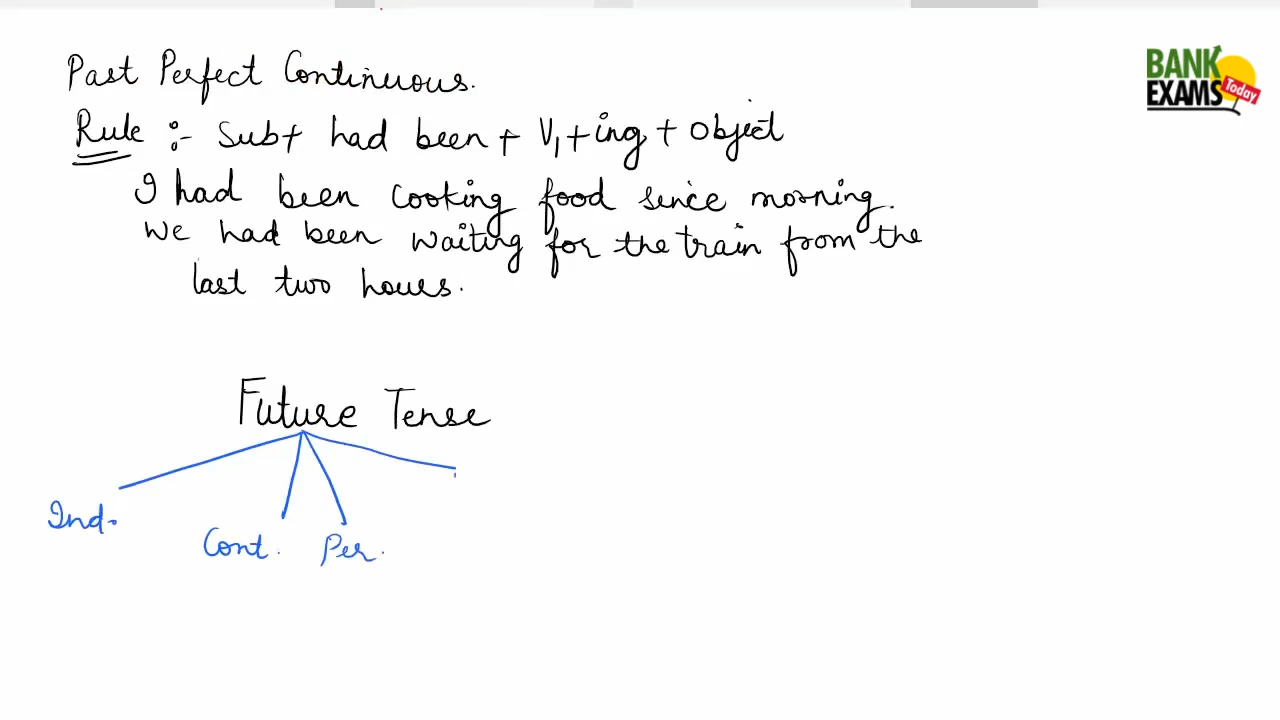 BANK
EXAMS Today
Past Perfect Continuous.
Rule :- Sub+ had been + V1 + ing + Object
I had been cooking food since morning.
We had been waiting for the train from the
last two hours.
Future Tense
Ind.
Cont. Per.